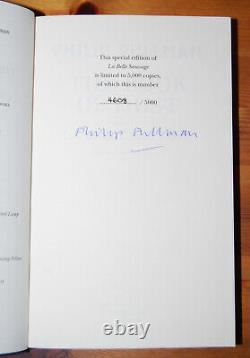 This special edition of
La Belle Sauvage
is limited to 5,000 copies,
of which this is number
4608 / 5000
Philip Pullman